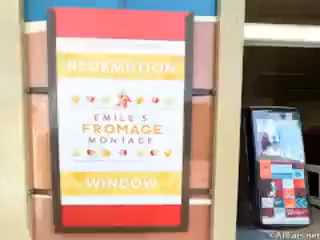 REDEMPTION
EMILE'S
FROMAGE
MONTAGE
WINDOW
©AllEars.net